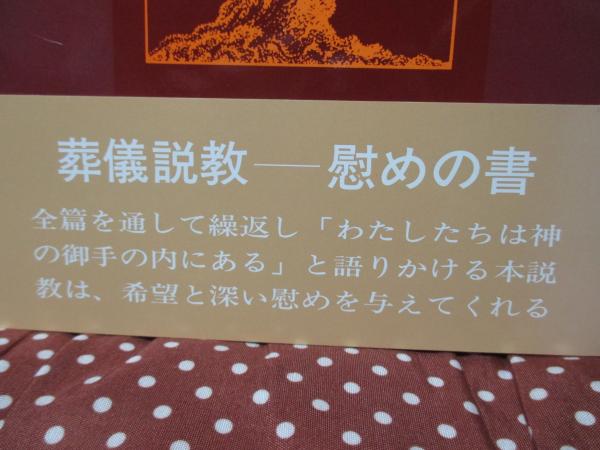 葬儀説教──慰めの書
全篇を通して繰返し「わたしたちは神
の御手の内にある」と語りかける本説
教は、希望と深い慰めを与えてくれる